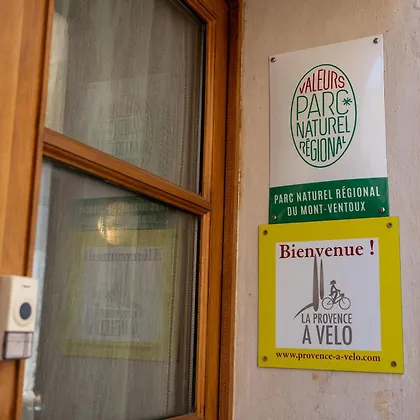 VALEURS
PARC*
NATUREL
RÉGIONAL
PARC NATUREL RÉGIONAL
DU MONT-VENTOUX
Bienvenue !
LA PROVENCE
À VELO
www.provence-a-velo.com